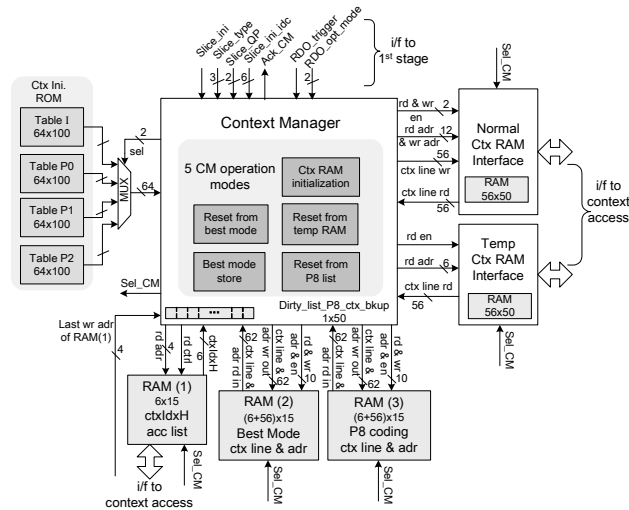 Slice_ini
Slice_type
Slice_QP
Slice_ini_idc
Ack_CM
RDO_trigger
RDO_opt_mode
3
2
6
2
i/f to
1st stage
Ctx Ini.
ROM
Table I
64x100
Table P0
64x100
Table P1
64x100
Table P2
64x100
MUX
2
sel
64
Sel_CM
Context Manager
5 CM operation
modes
Ctx RAM
initialization
Reset from
best mode
Reset from
temp RAM
Best mode
store
Reset from
P8 list
Dirty_list_P8_ctx_bkup
1x50
rd & wr
en
2
rd adr
& wr adr
12
56
ctx line wr
ctx line rd
56
Sel_CM
Normal
Ctx RAM
Interface
RAM
56x50
rd en
rd adr
6
ctx line rd
56
Temp
Ctx RAM
Interface
RAM
56x50
Sel_CM
i/f to
context
access
Last wr adr
of RAM(1)
4
rd adr
4
rd ctrl
ctxIdxH
6
RAM (1)
6x15
ctxIdxH
acc list
Sel_CM
i/f to
context access
62
ctx line &
adr rd in
ctx line &
adr wr out
62
rd & wr
adr & en
10
RAM (2)
(6+56)x15
Best Mode
ctx line & adr
Sel_CM
62
ctx line &
adr rd in
ctx line &
adr wr out
62
rd & wr
adr & en
10
RAM (3)
(6+56)x15
P8 coding
ctx line & adr
Sel_CM